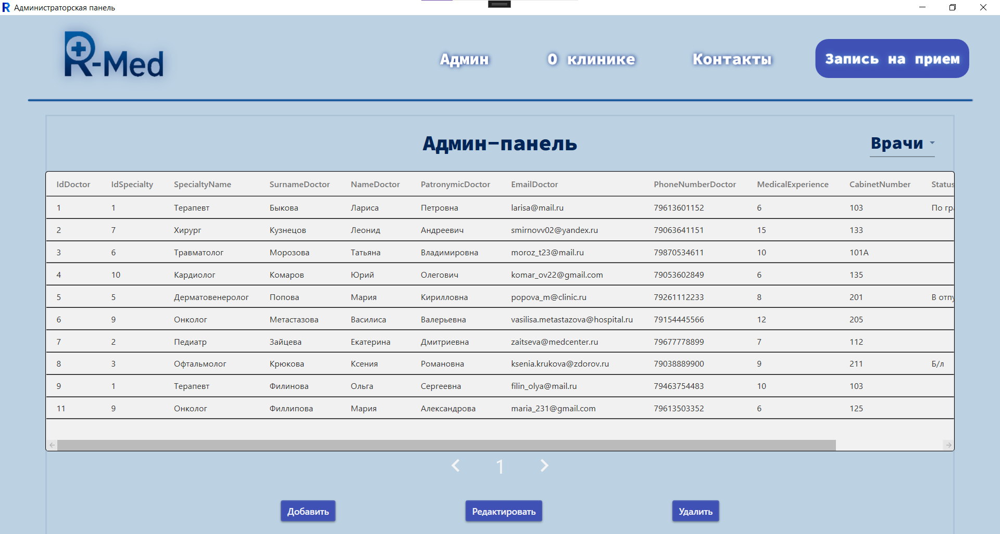 Администраторская панель
R-Med
Админ О клинике Контакты Запись на прием
Админ-панель
Врачи
IdDoctor IdSpecialty SpecialtyName SurnameDoctor NameDoctor PatronymicDoctor EmailDoctor PhoneNumberDoctor MedicalExperience CabinetNumber Status
1 1 Терапевт Быкова Лариса Петровна larisa@mail.ru 79613601152 6 103 По гра
2 7 Хирург Кузнецов Леонид Андреевич smirnovv02@yandex.ru 79063641151 15 133
3 6 Травматолог Морозова Татьяна Владимировна moroz_t23@mail.ru 79870534611 10 101А
4 10 Кардиолог Комаров Юрий Олегович komar_ov22@gmail.com 79053602849 6 135
5 5 Дерматовенеролог Попова Мария Кирилловна popova_m@clinic.ru 79261112233 8 201 В отпу
6 9 Онколог Метастазова Василиса Валерьевна vasilisa.metastazova@hospital.ru 79154445566 12 205
7 2 Педиатр Зайцева Екатерина Дмитриевна zaitseva@medcenter.ru 79677778899 7 112
8 3 Офтальмолог Крюкова Ксения Романовна ksenia.krukova@zdorov.ru 79038889900 9 211 Б/л
9 1 Терапевт Филинова Ольга Сергеевна filin_olya@mail.ru 79463754483 10 103
11 9 Онколог Филлипова Мария Александрова maria_231@gmail.com 79613503352 6 125
1
Добавить Редактировать Удалить